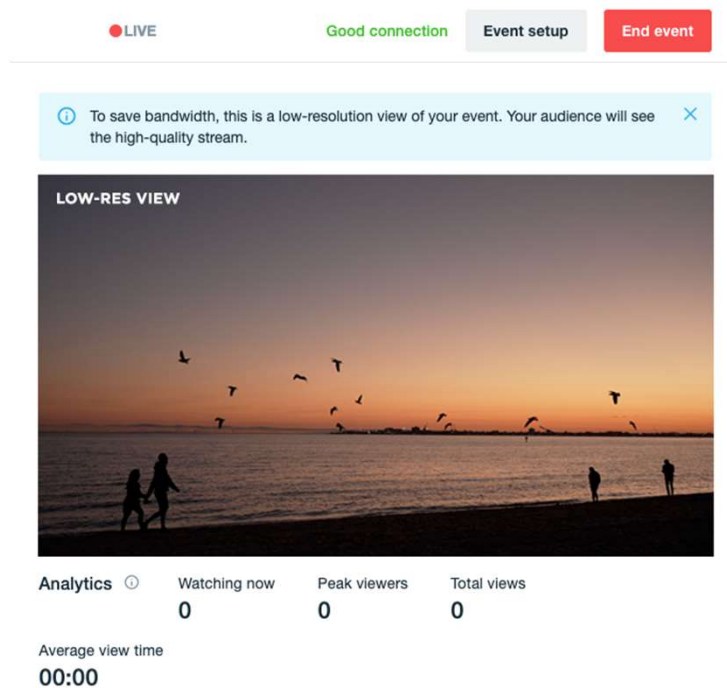 LIVE
Good connection
Event setup
End event
To save bandwidth, this is a low-resolution view of your event. Your audience will see
the high-quality stream.
LOW-RES VIEW
Analytics
Watching now
Peak viewers
Total views
0
0
0
Average view time
00:00